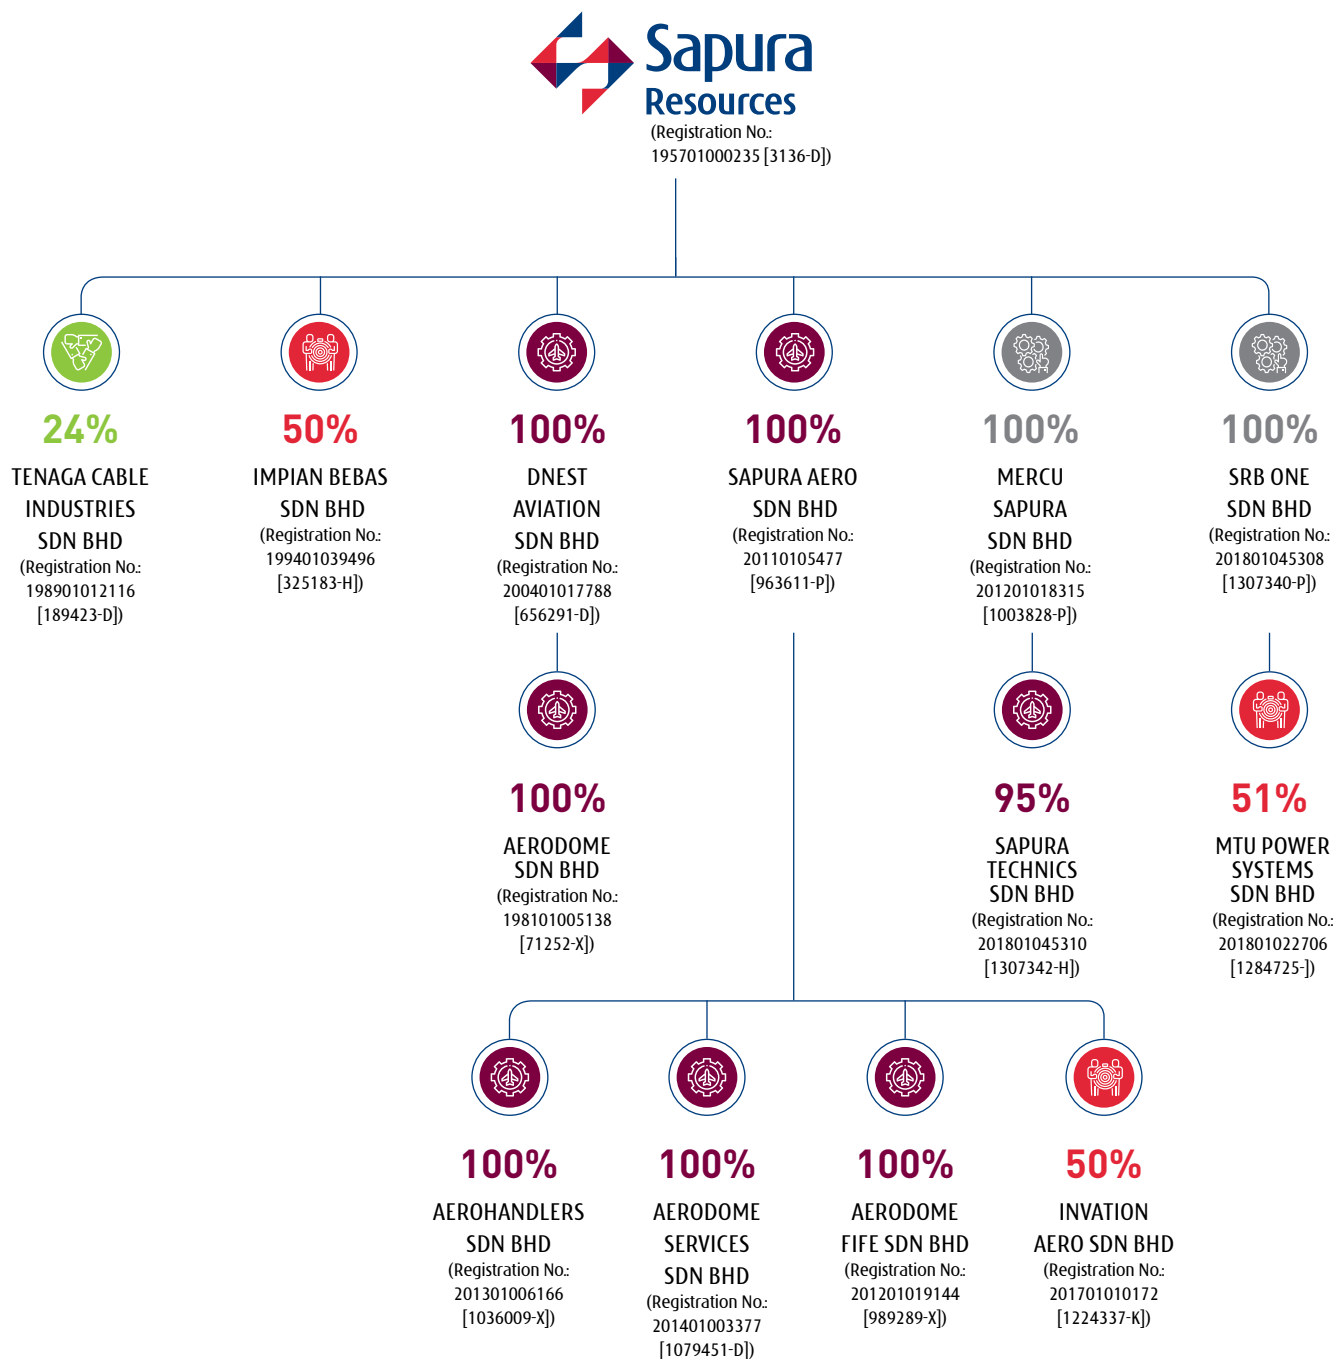 Sapura
Resources
(Registration No.:
195701000235 [3136-D])
24%
TENAGA CABLE
INDUSTRIES
SDN BHD
(Registration No.:
198901012116
[189423-D])
50%
IMPIAN BEBAS
SDN BHD
(Registration No.:
199401039496
[325183-H])
100%
DNEST
AVIATION
SDN BHD
(Registration No.:
200401017788
[656291-D])
100%
SAPURA AERO
SDN BHD
(Registration No.:
20110105477
[963611-P])
100%
MERCU
SAPURA
SDN BHD
(Registration No.:
201201018315
[1003828-P])
100%
SRB ONE
SDN BHD
(Registration No.:
201801045308
[1307340-P])
100%
AERODOME
SDN BHD
(Registration No.:
198101005138
[71252-X])
95%
SAPURA
TECHNICS
SDN BHD
(Registration No.:
201801045310
[1307342-H])
51%
MTU POWER
SYSTEMS
SDN BHD
(Registration No.:
201801022706
[1284725-])
100%
AEROHANDLERS
SDN BHD
(Registration No.:
201301006166
[1036009-X])
100%
AERODOME
SERVICES
SDN BHD
(Registration No.:
201401003377
[1079451-D])
100%
AERODOME
FIFE SDN BHD
(Registration No.:
201201019144
[989289-X])
50%
INVATION
AERO SDN BHD
(Registration No.:
201701010172
[1224337-K])